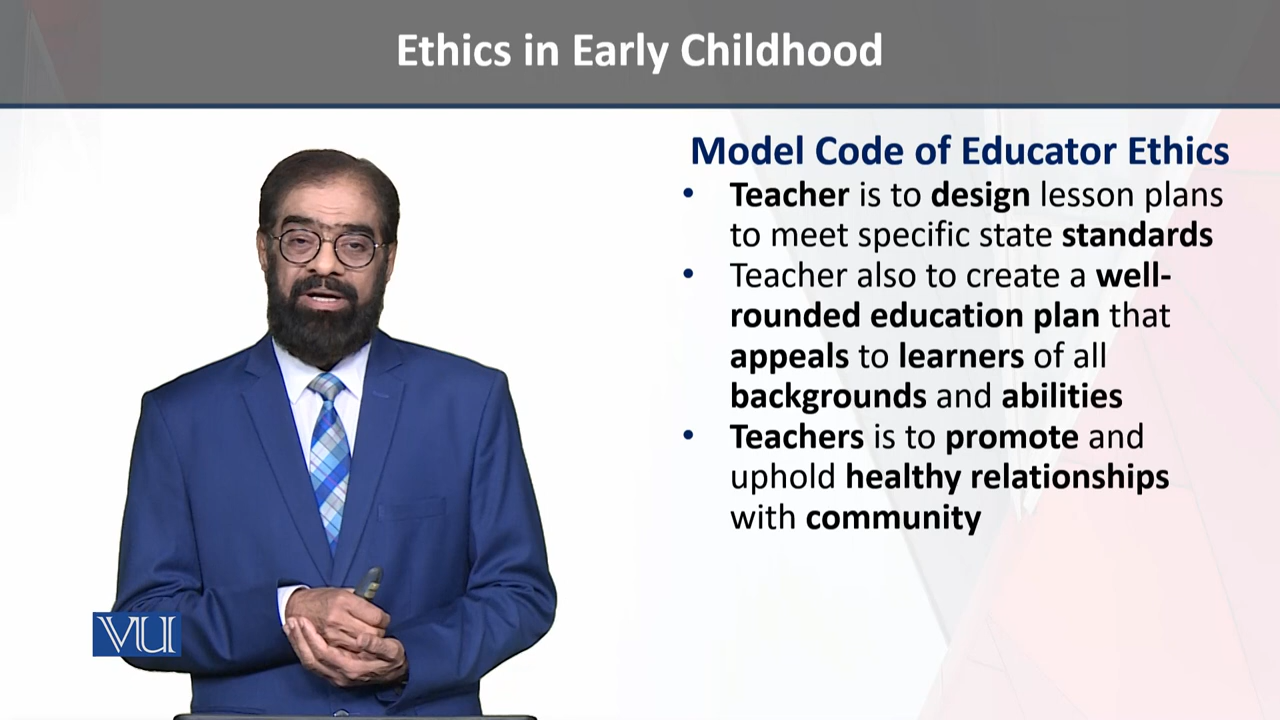 Ethics in Early Childhood
Model Code of Educator Ethics
• Teacher is to design lesson plans
to meet specific state standards
• Teacher also to create a well-
rounded education plan that
appeals to learners of all
backgrounds and abilities
• Teachers is to promote and
uphold healthy relationships
with community
VU